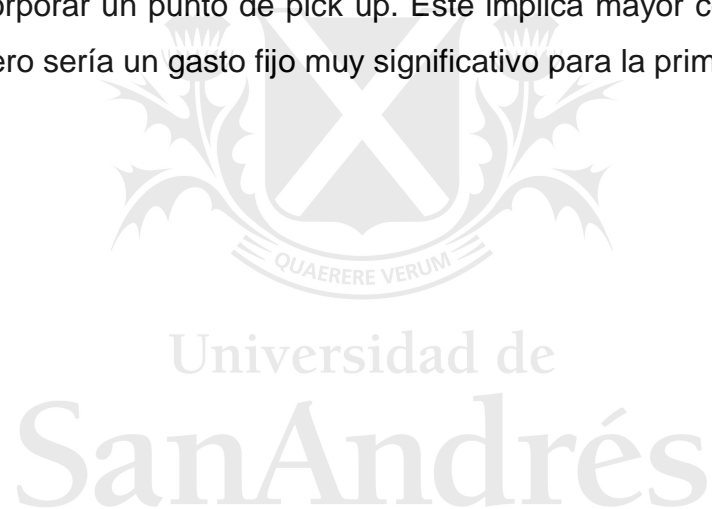 orporar un punto de pick up. Este implica mayor c
ero sería un gasto fijo muy significativo para la prim
QUAERERE VERUM
Universidad de
SanAndrés